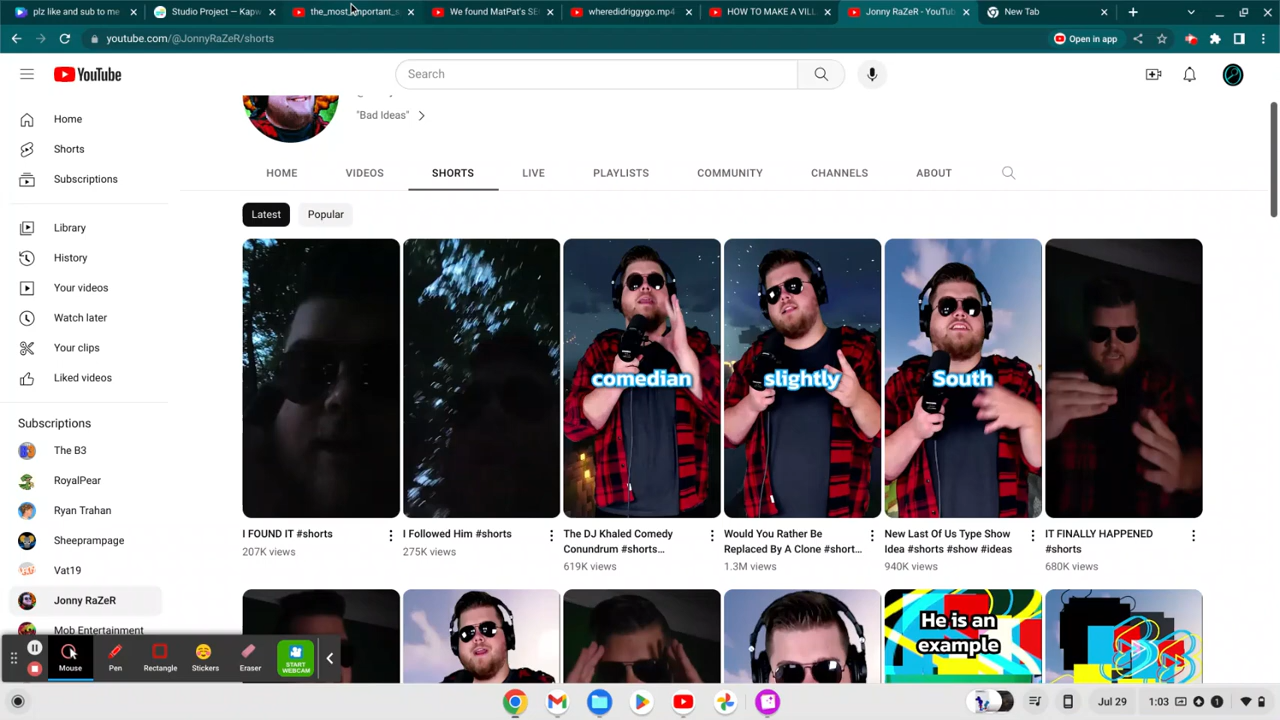 plz like and sub to me
Studio Project — Kapw
the_most_important_s
We found MatPat's SE
wheredidriggygo.mp4
HOW TO MAKE A VILL
Jonny RaZeR - YouTub
New Tab
youtube.com/@JonnyRaZeR/shorts
Open in app
YouTube
Search
"Bad Ideas"
Home
Shorts
Subscriptions
Library
History
Your videos
Watch later
Your clips
Liked videos
Subscriptions
The B3
RoyalPear
Ryan Trahan
Sheeprampage
Vat19
Jonny RaZeR
Mob Entertainment
HOME
VIDEOS
SHORTS
LIVE
PLAYLISTS
COMMUNITY
CHANNELS
ABOUT
Latest
Popular
comedian
slightly
South
I FOUND IT #shorts
207K views
I Followed Him #shorts
275K views
The DJ Khaled Comedy
Conundrum #shorts...
619K views
Would You Rather Be
Replaced By A Clone #short...
1.3M views
New Last Of Us Type Show
Idea #shorts #show #ideas
940K views
IT FINALLY HAPPENED
#shorts
680K views
He is an
example
Mouse
Pen
Rectangle
Stickers
Eraser
START
WEBCAM
Jul 29
1:03
1